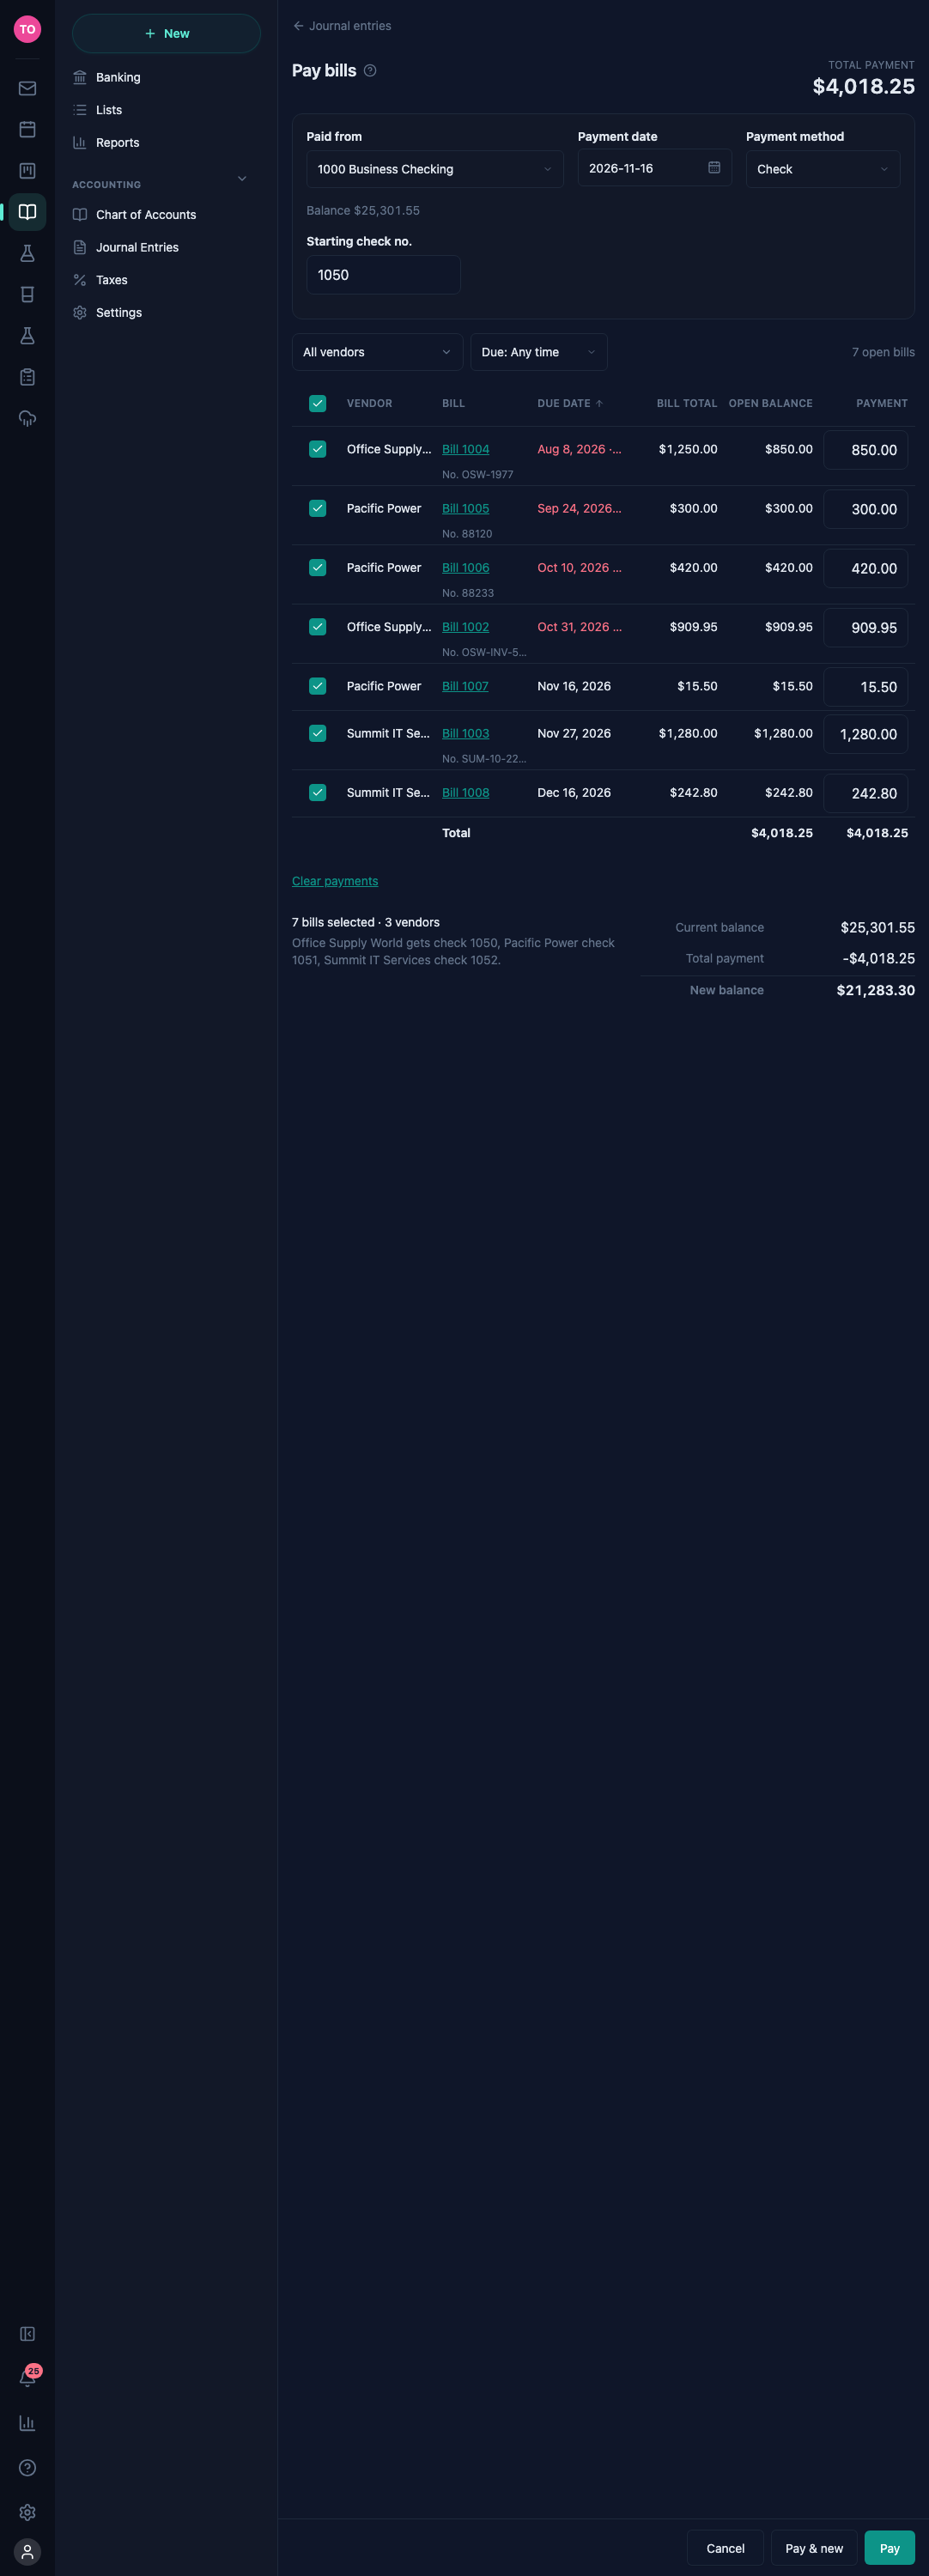 TO
New
Banking
Lists
Reports
ACCOUNTING
Chart of Accounts
Journal Entries
Taxes
Settings
25
Journal entries
Pay bills
TOTAL PAYMENT
$4,018.25
Paid from
Payment date
Payment method
1000 Business Checking
2026-11-16
Check
Balance $25,301.55
Starting check no.
1050
All vendors
Due: Any time
7 open bills
VENDOR BILL DUE DATE ↑ BILL TOTAL OPEN BALANCE PAYMENT
Office Supply... Bill 1004 Aug 8, 2026 ·... $1,250.00 $850.00 850.00
No. OSW-1977
Pacific Power Bill 1005 Sep 24, 2026... $300.00 $300.00 300.00
No. 88120
Pacific Power Bill 1006 Oct 10, 2026 ... $420.00 $420.00 420.00
No. 88233
Office Supply... Bill 1002 Oct 31, 2026 ... $909.95 $909.95 909.95
No. OSW-INV-5...
Pacific Power Bill 1007 Nov 16, 2026 $15.50 $15.50 15.50
Summit IT Se... Bill 1003 Nov 27, 2026 $1,280.00 $1,280.00 1,280.00
No. SUM-10-22...
Summit IT Se... Bill 1008 Dec 16, 2026 $242.80 $242.80 242.80
Total $4,018.25 $4,018.25
Clear payments
7 bills selected · 3 vendors
Office Supply World gets check 1050, Pacific Power check
1051, Summit IT Services check 1052.
Current balance $25,301.55
Total payment -$4,018.25
New balance $21,283.30
Cancel
Pay & new
Pay